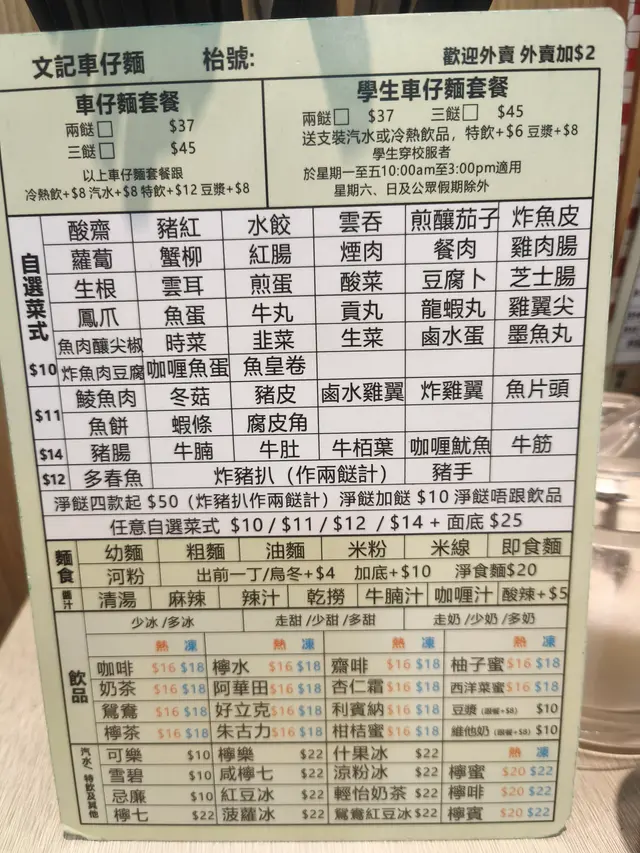 文記車仔麵 枱號: 歡迎外賣 外賣加$2
車仔麵套餐
兩餸□ $37
三餸□ $45
以上車仔麵套餐跟
冷熱飲+$8 汽水+$8 特飲+$12 豆漿+$8
學生車仔麵套餐
兩餸□ $37 三餸□ $45
送支裝汽水或冷熱飲品, 特飲+$6 豆漿+$8
學生穿校服者
於星期一至五10:00am至3:00pm適用
星期六、日及公眾假期除外
自選菜式
酸齋 豬紅 水餃 雲吞 煎釀茄子 炸魚皮
蘿蔔 蟹柳 紅腸 煙肉 餐肉 雞肉腸
生根 雲耳 煎蛋 酸菜 豆腐卜 芝士腸
鳳爪 魚蛋 牛丸 貢丸 龍蝦丸 雞翼尖
魚肉釀尖椒 時菜 韭菜 生菜 鹵水蛋 墨魚丸
$10 炸魚肉豆腐 咖喱魚蛋 魚皇卷
$11 鯪魚肉 冬菇 豬皮 鹵水雞翼 炸雞翼 魚片頭
魚餅 蝦條 腐皮角
$14 豬腸 牛腩 牛肚 牛栢葉 咖喱魷魚 牛筋
$12 多春魚 炸豬扒 (作兩餸計) 豬手
淨餸四款起 $50 (炸豬扒作兩餸計) 淨餸加餸 $10 淨餸唔跟飲品
任意自選菜式 $10 / $11 / $12 / $14 + 面底 $25
麵食
幼麵 粗麵 油麵 米粉 米線 即食麵
河粉 出前一丁/烏冬+$4 加底+$10 淨食麵$20
醬汁 清湯 麻辣 辣汁 乾撈 牛腩汁 咖喱汁 酸辣+$5
飲品
少冰 /多冰 走甜 /少甜 /多甜 走奶 /少奶 /多奶
熱 凍 熱 凍 熱 凍 熱 凍
咖啡 $16 $18 檸水 $16 $18 齋啡 $16 $18 柚子蜜 $16 $18
奶茶 $16 $18 阿華田 $16 $18 杏仁霜 $16 $18 西洋菜蜜 $16 $18
鴛鴦 $16 $18 好立克 $16 $18 利賓納 $16 $18 豆漿 (跟餐+$8) $10
檸茶 $16 $18 朱古力 $16 $18 柑桔蜜 $16 $18 維他奶 (跟餐+$8) $10
汽水、特飲及其他
可樂 $10 檸樂 $22 什果冰 $22 熱 凍
雪碧 $10 咸檸七 $22 涼粉冰 $22 檸蜜 $20 $22
忌廉 $10 紅豆冰 $22 輕怡奶茶 $22 檸啡 $20 $22
檸七 $22 菠蘿冰 $22 鴛鴦紅豆冰 $22 檸賓 $20 $22